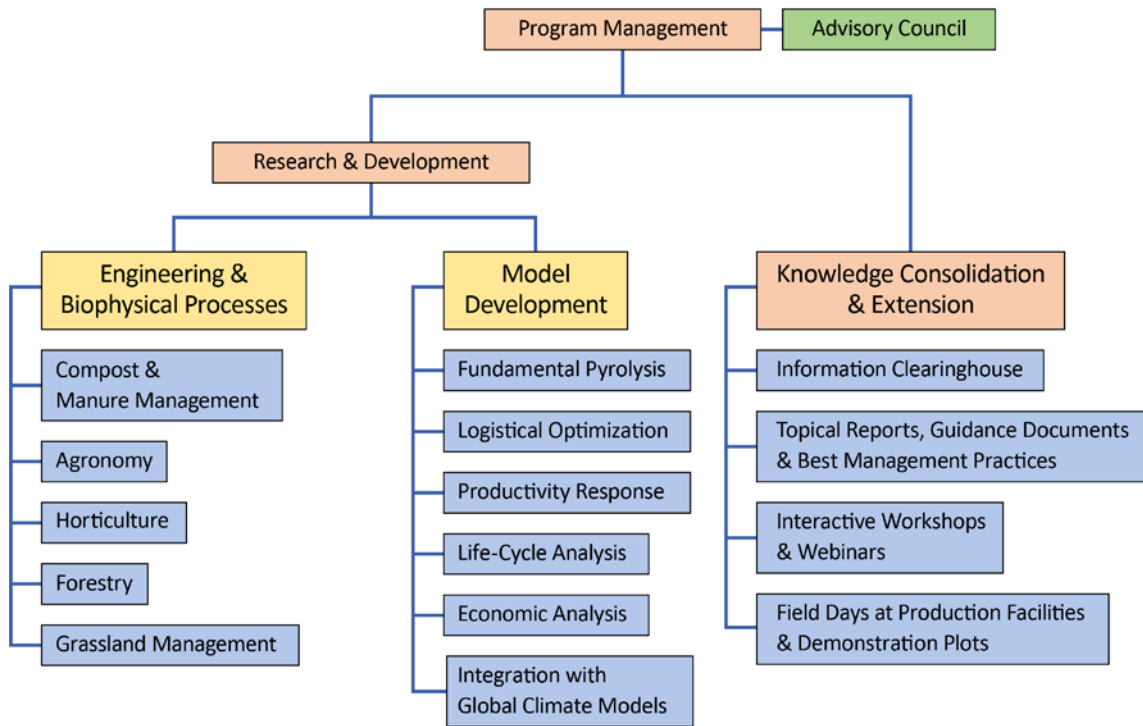 Program Management
Advisory Council
Research & Development
Engineering &
Biophysical Processes
Compost &
Manure Management
Agronomy
Horticulture
Forestry
Grassland Management
Model
Development
Fundamental Pyrolysis
Logistical Optimization
Productivity Response
Life-Cycle Analysis
Economic Analysis
Integration with
Global Climate Models
Knowledge Consolidation
& Extension
Information Clearinghouse
Topical Reports, Guidance Documents
& Best Management Practices
Interactive Workshops
& Webinars
Field Days at Production Facilities
& Demonstration Plots